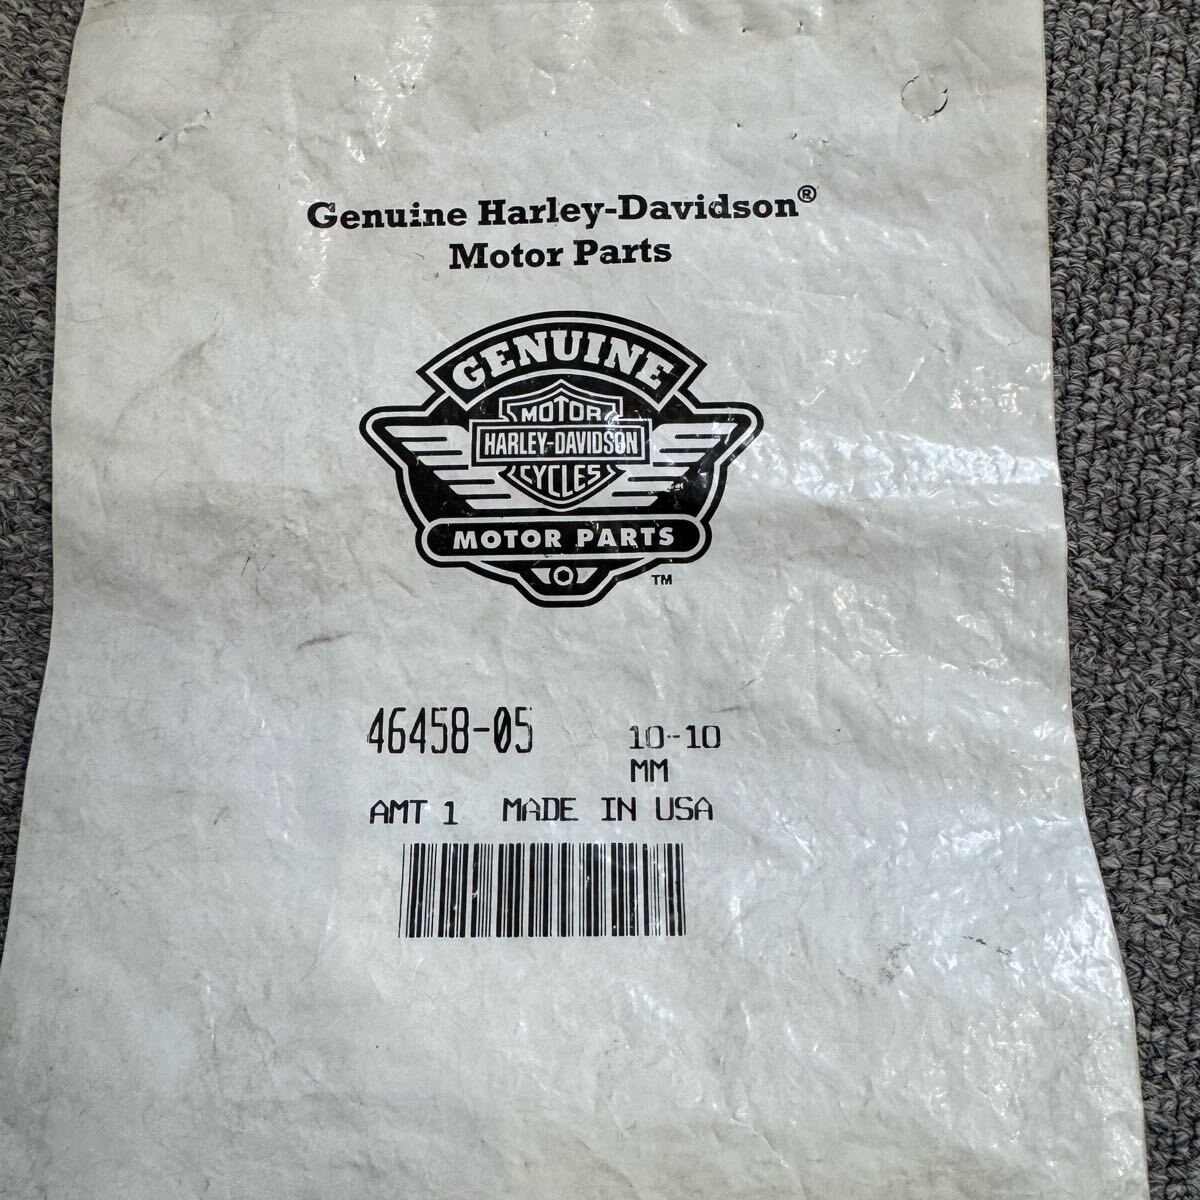 Genuine Harley-Davidson®
Motor Parts
GENUINE
MOTOR
HARLEY-DAVIDSON
CYCLES
MOTOR PARTS
TM
46458-05 10-10
MM
AMT 1 MADE IN USA